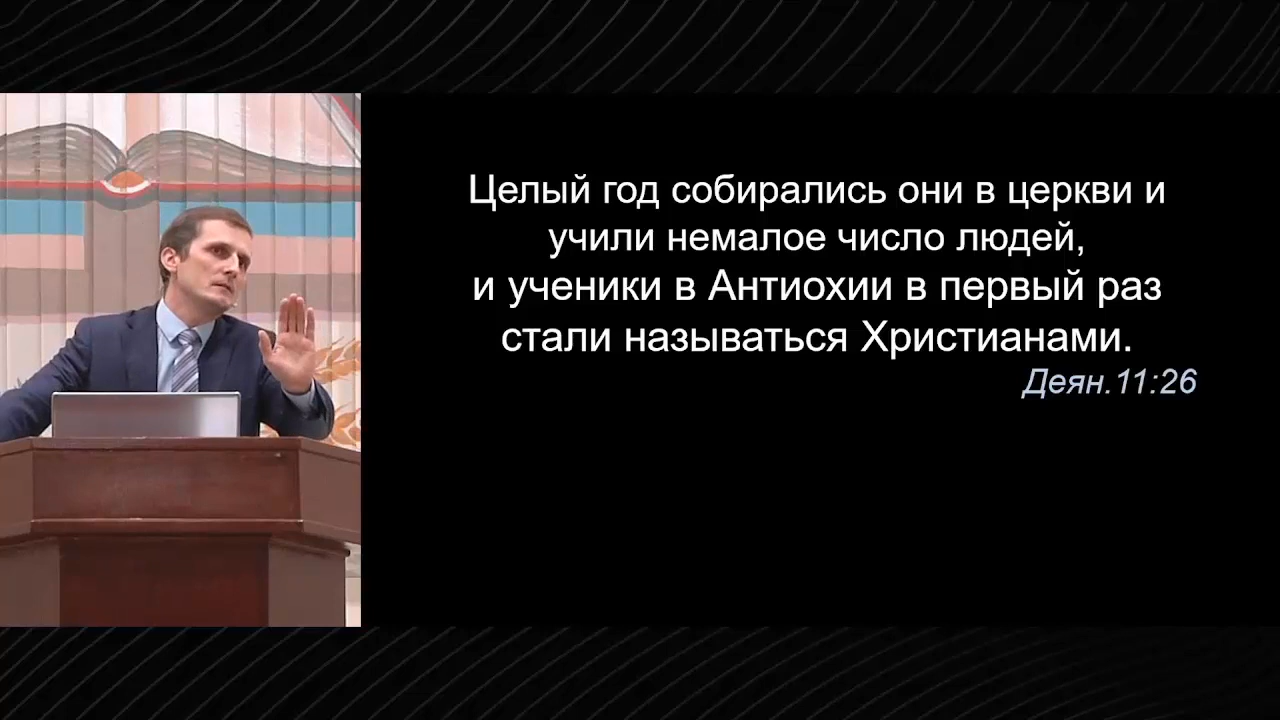 Целый год собирались они в церкви и
учили немалое число людей,
и ученики в Антиохии в первый раз
стали называться Христианами.
Деян.11:26